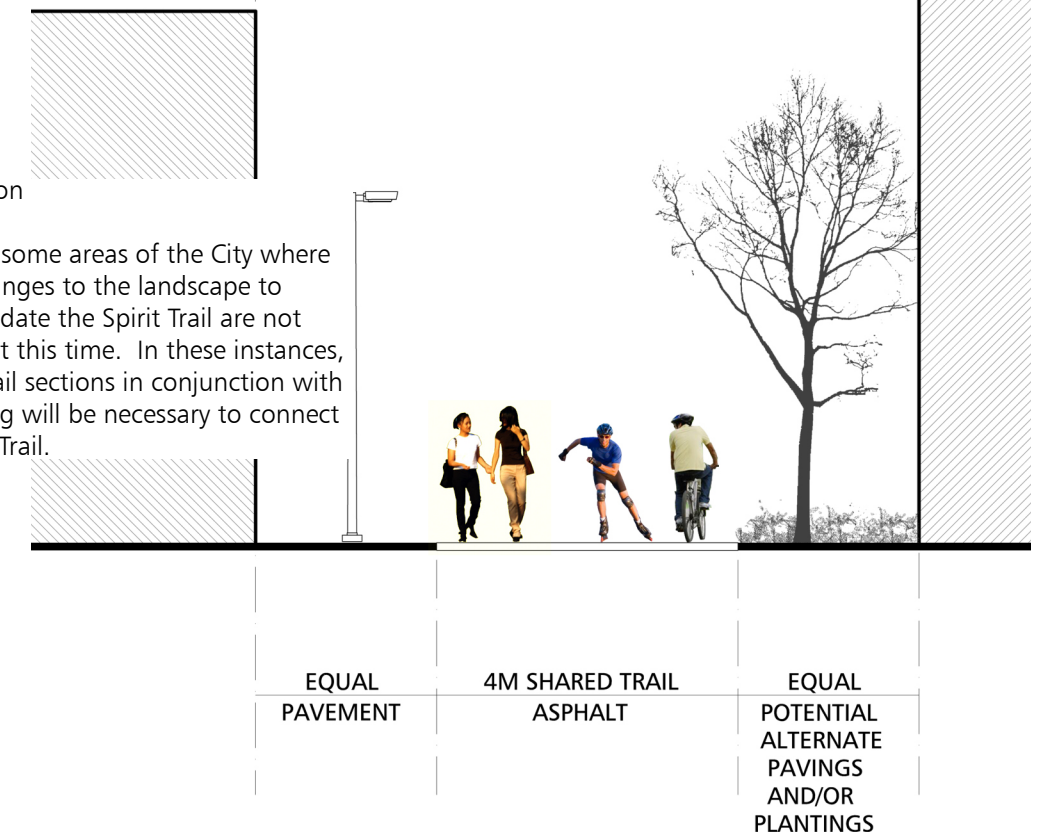 on
some areas of the City where
nges to the landscape to
date the Spirit Trail are not
t this time.  In these instances,
ail sections in conjunction with
g will be necessary to connect
Trail.
EQUAL
4M SHARED TRAIL
EQUAL
PAVEMENT
ASPHALT
POTENTIAL
ALTERNATE
PAVINGS
AND/OR
PLANTINGS